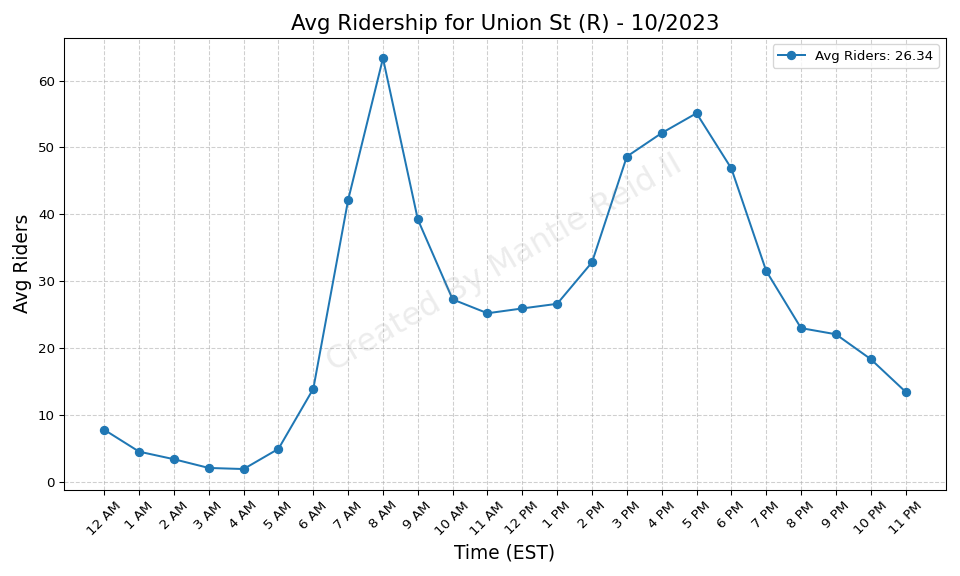 Avg Ridership for Union St (R) - 10/2023
Avg Riders: 26.34
Avg Riders
60
50
40
30
20
10
0
Created By Mantie Reid II
12 AM
1 AM
2 AM
3 AM
4 AM
5 AM
6 AM
7 AM
8 AM
9 AM
10 AM
11 AM
12 PM
1 PM
2 PM
3 PM
4 PM
5 PM
6 PM
7 PM
8 PM
9 PM
10 PM
11 PM
Time (EST)